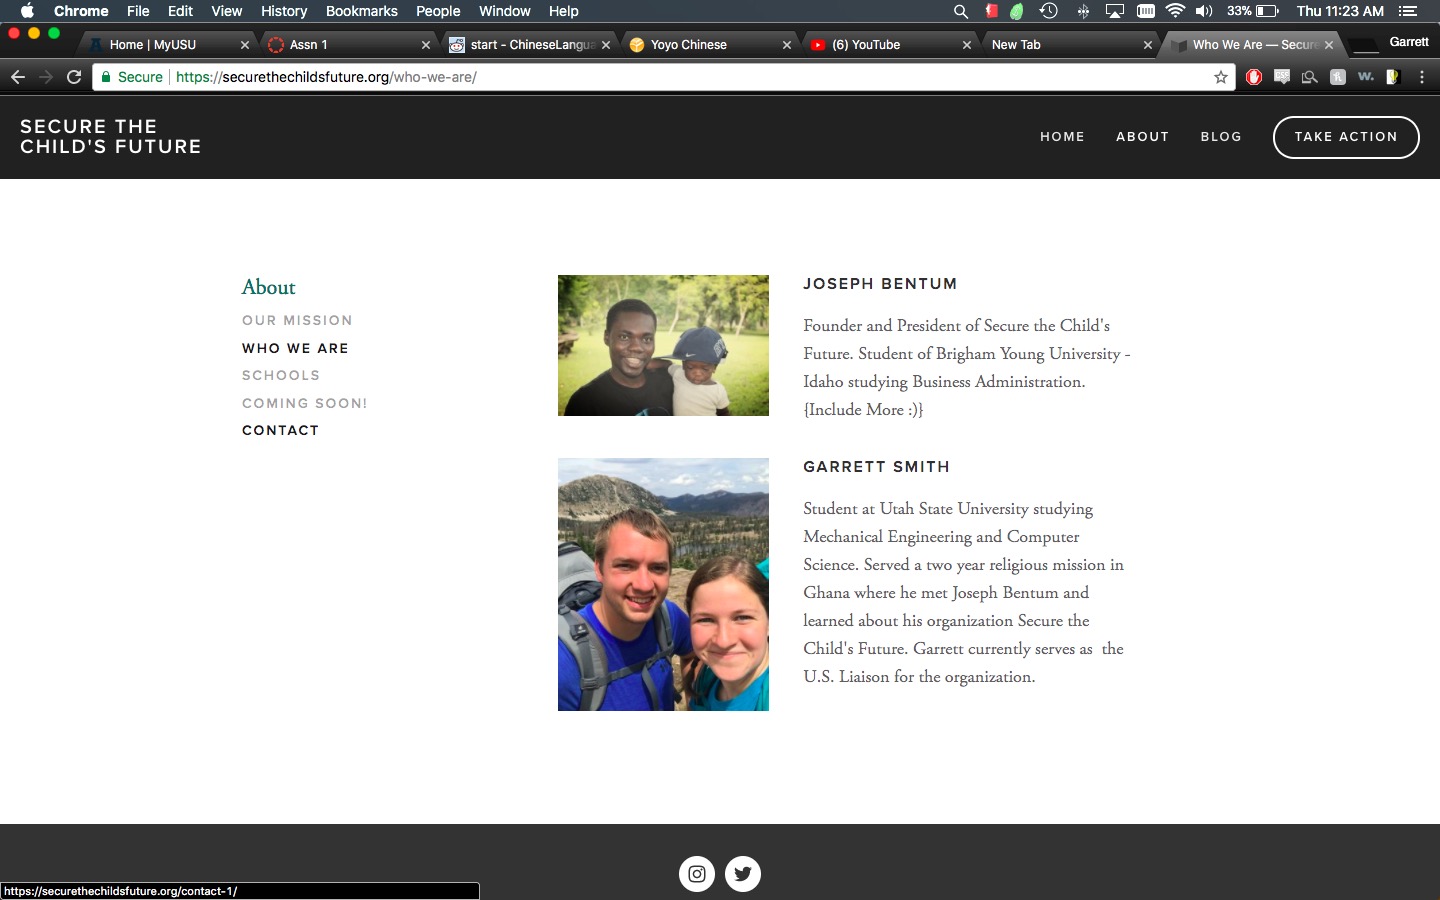 Chrome File Edit View History Bookmarks People Window Help 33% Thu 11:23 AM
Home | MyUSU Assn 1 start - ChineseLangua Yoyo Chinese (6) YouTube New Tab Who We Are — Secure Garrett
Secure https://securethechildsfuture.org/who-we-are/
SECURE THE
CHILD'S FUTURE
HOME ABOUT BLOG TAKE ACTION
About
OUR MISSION
WHO WE ARE
SCHOOLS
COMING SOON!
CONTACT
JOSEPH BENTUM
Founder and President of Secure the Child's
Future. Student of Brigham Young University -
Idaho studying Business Administration.
{Include More :)}
GARRETT SMITH
Student at Utah State University studying
Mechanical Engineering and Computer
Science. Served a two year religious mission in
Ghana where he met Joseph Bentum and
learned about his organization Secure the
Child's Future. Garrett currently serves as  the
U.S. Liaison for the organization.
https://securethechildsfuture.org/contact-1/